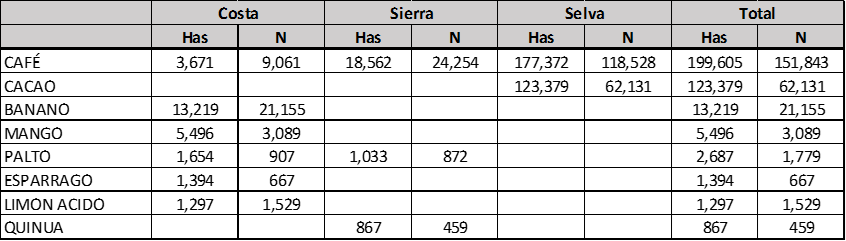 Costa Sierra Selva Total
Has N Has N Has N Has N
CAFÉ 3,671 9,061 18,562 24,254 177,372 118,528 199,605 151,843
CACAO 123,379 62,131 123,379 62,131
BANANO 13,219 21,155 13,219 21,155
MANGO 5,496 3,089 5,496 3,089
PALTO 1,654 907 1,033 872 2,687 1,779
ESPARRAGO 1,394 667 1,394 667
LIMON ACIDO 1,297 1,529 1,297 1,529
QUINUA 867 459 867 459